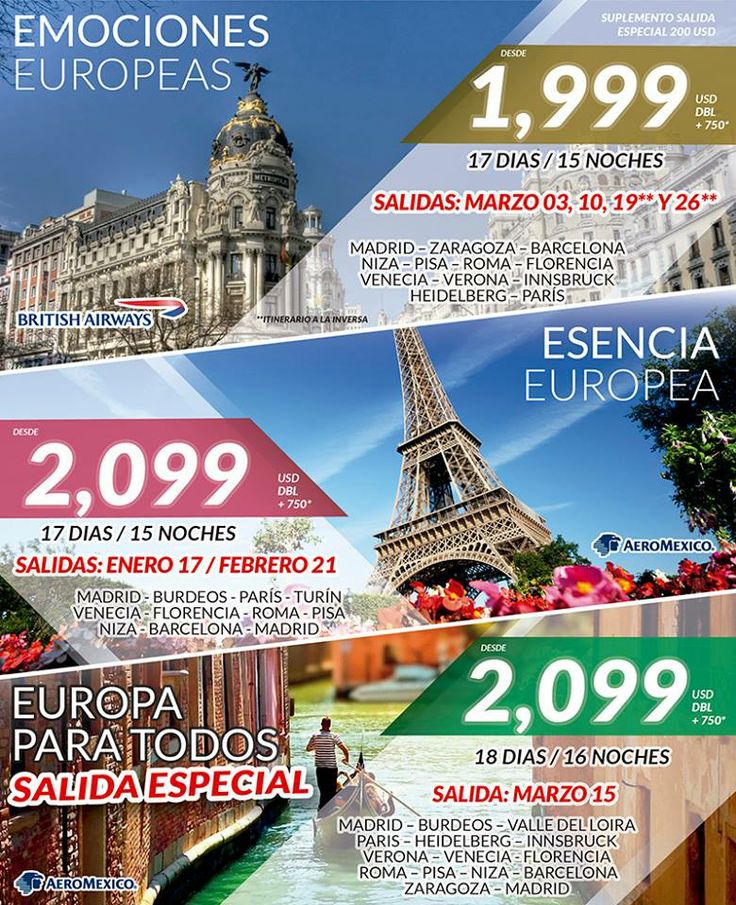 EMOCIONES
EUROPEAS
SUPLEMENTO SALIDA
ESPECIAL 200 USD
DESDE
1,999
USD
DBL
+ 750*
17 DIAS / 15 NOCHES
SALIDAS: MARZO 03, 10, 19** Y 26**
MADRID – ZARAGOZA – BARCELONA
NIZA – PISA – ROMA – FLORENCIA
VENECIA – VERONA – INNSBRUCK
HEIDELBERG – PARÍS
METROPOLIS
BRITISH AIRWAYS
**ITINERARIO A LA INVERSA
ESENCIA
EUROPEA
DESDE
2,099
USD
DBL
+ 750*
17 DIAS / 15 NOCHES
SALIDAS: ENERO 17 / FEBRERO 21
MADRID - BURDEOS - PARÍS - TURÍN
VENECIA - FLORENCIA - ROMA - PISA
NIZA - BARCELONA - MADRID
AEROMEXICO.
EUROPA
PARA TODOS
SALIDA ESPECIAL
DESDE
2,099
USD
DBL
+ 750*
18 DIAS / 16 NOCHES
SALIDA: MARZO 15
MADRID – BURDEOS – VALLE DEL LOIRA
PARIS – HEIDELBERG – INNSBRUCK
VERONA – VENECIA - FLORENCIA
ROMA – PISA – NIZA – BARCELONA
ZARAGOZA – MADRID
AEROMEXICO.